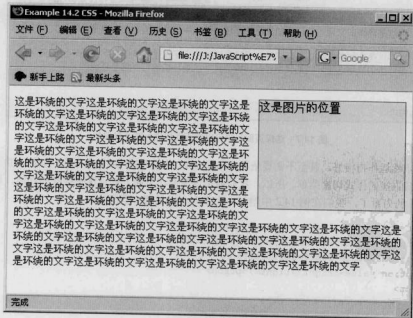 Example 14.2 CSS - Mozilla Firefox
文件 (F) 编辑 (E) 查看 (V) 历史 (S) 书签 (B) 工具 (T) 帮助 (H)
file:///J:/JavaScript%E7% G Google
新手上路 最新头条
这是环绕的文字这是环绕的文字这是环绕的文字这是
环绕的文字这是环绕的文字这是环绕的文字这是环绕
的文字这是环绕的文字这是环绕的文字这是环绕的文
字这是环绕的文字这是环绕的文字这是环绕的文字这
是环绕的文字这是环绕的文字这是环绕的文字这是环
绕的文字这是环绕的文字这是环绕的文字这是环绕的
文字这是环绕的文字这是环绕的文字这是环绕的文字
这是环绕的文字这是环绕的文字这是环绕的文字这是
环绕的文字这是环绕的文字这是环绕的文字这是环绕
的文字这是环绕的文字这是环绕的文字这是环绕的文
字这是环绕的文字这是环绕的文字这是环绕的文字这是环绕的文字这是环绕的文字这是
环绕的文字这是环绕的文字这是环绕的文字这是环绕的文字这是环绕的文字这是环绕的
文字这是环绕的文字这是环绕的文字这是环绕的文字这是环绕的文字这是环绕的文字这
是环绕的文字这是环绕的文字这是环绕的文字这是环绕的文字这是环绕的文字
这是图片的位置
完成